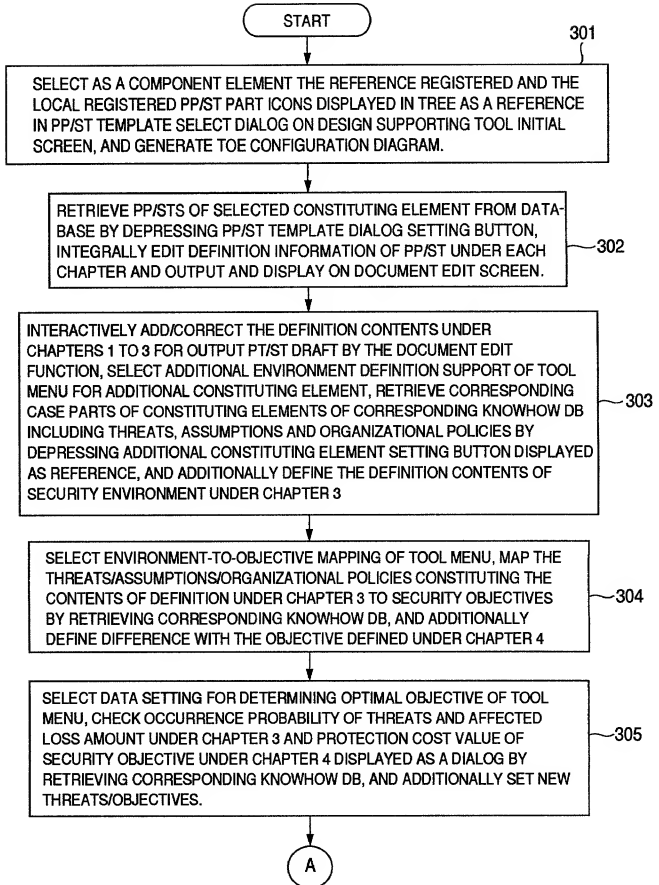 START
301
SELECT AS A COMPONENT ELEMENT THE REFERENCE REGISTERED AND THE
LOCAL REGISTERED PP/ST PART ICONS DISPLAYED IN TREE AS A REFERENCE
IN PP/ST TEMPLATE SELECT DIALOG ON DESIGN SUPPORTING TOOL INITIAL
SCREEN, AND GENERATE TOE CONFIGURATION DIAGRAM.
RETRIEVE PP/STS OF SELECTED CONSTITUTING ELEMENT FROM DATA-
BASE BY DEPRESSING PP/ST TEMPLATE DIALOG SETTING BUTTON,
INTEGRALLY EDIT DEFINITION INFORMATION OF PP/ST UNDER EACH
CHAPTER AND OUTPUT AND DISPLAY ON DOCUMENT EDIT SCREEN.
302
INTERACTIVELY ADD/CORRECT THE DEFINITION CONTENTS UNDER
CHAPTERS 1 TO 3 FOR OUTPUT PT/ST DRAFT BY THE DOCUMENT EDIT
FUNCTION, SELECT ADDITIONAL ENVIRONMENT DEFINITION SUPPORT OF TOOL
MENU FOR ADDITIONAL CONSTITUTING ELEMENT, RETRIEVE CORRESPONDING
CASE PARTS OF CONSTITUTING ELEMENTS OF CORRESPONDING KNOWHOW DB
INCLUDING THREATS, ASSUMPTIONS AND ORGANIZATIONAL POLICIES BY
DEPRESSING ADDITIONAL CONSTITUTING ELEMENT SETTING BUTTON DISPLAYED
AS REFERENCE, AND ADDITIONALLY DEFINE THE DEFINITION CONTENTS OF
SECURITY ENVIRONMENT UNDER CHAPTER 3
303
SELECT ENVIRONMENT-TO-OBJECTIVE MAPPING OF TOOL MENU, MAP THE
THREATS/ASSUMPTIONS/ORGANIZATIONAL POLICIES CONSTITUTING THE
CONTENTS OF DEFINITION UNDER CHAPTER 3 TO SECURITY OBJECTIVES
BY RETRIEVING CORRESPONDING KNOWHOW DB, AND ADDITIONALLY
DEFINE DIFFERENCE WITH THE OBJECTIVE DEFINED UNDER CHAPTER 4
304
SELECT DATA SETTING FOR DETERMINING OPTIMAL OBJECTIVE OF TOOL
MENU, CHECK OCCURRENCE PROBABILITY OF THREATS AND AFFECTED
LOSS AMOUNT UNDER CHAPTER 3 AND PROTECTION COST VALUE OF
SECURITY OBJECTIVE UNDER CHAPTER 4 DISPLAYED AS A DIALOG BY
RETRIEVING CORRESPONDING KNOWHOW DB, AND ADDITIONALLY SET NEW
THREATS/OBJECTIVES.
305
A